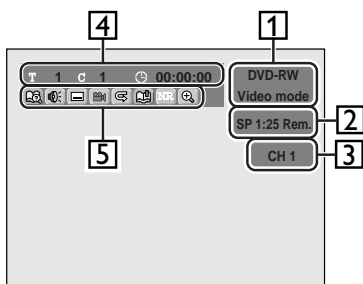 4 1
T 1 C 1 00:00:00 DVD-RW
Video mode
NR
SP 1:25 Rem. 2
5
CH 1 3